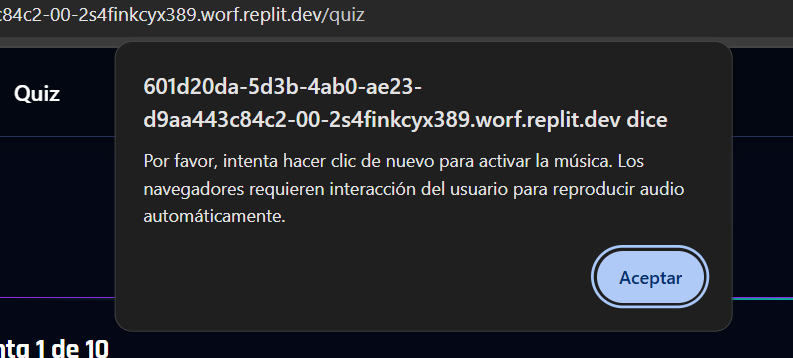 c84c2-00-2s4finkcyx389.worf.replit.dev/quiz
Quiz
601d20da-5d3b-4ab0-ae23-
d9aa443c84c2-00-2s4finkcyx389.worf.replit.dev dice
Por favor, intenta hacer clic de nuevo para activar la música. Los
navegadores requieren interacción del usuario para reproducir audio
automáticamente.
Aceptar
nta 1 de 10